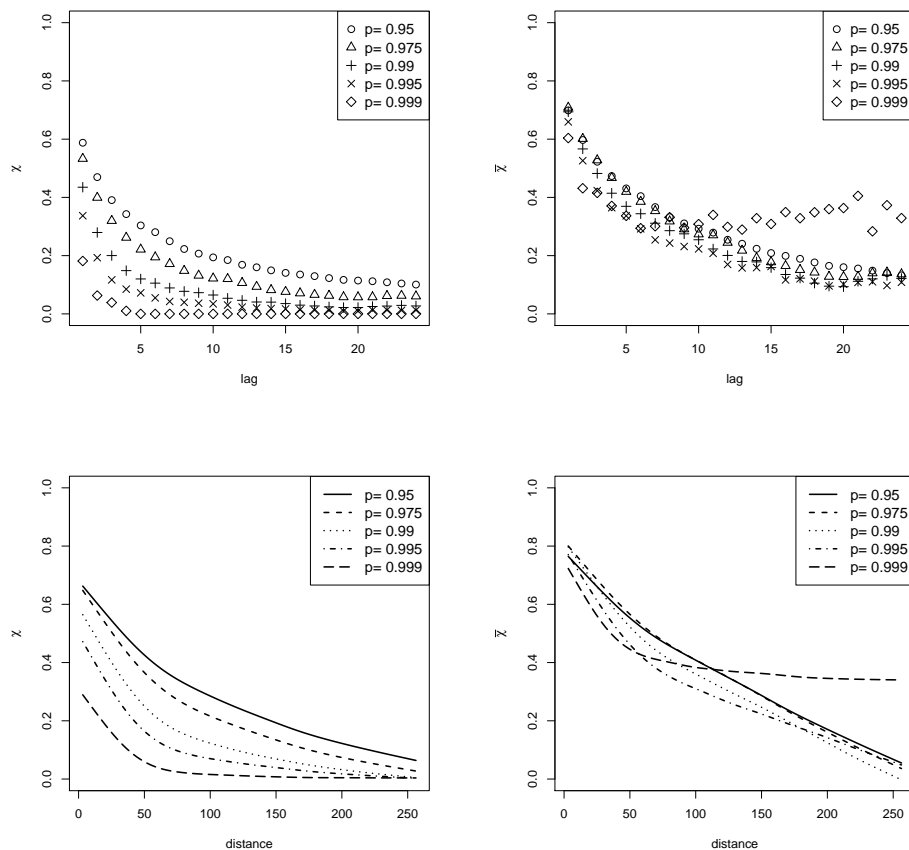 1.0
0.8
0.6
0.4
0.2
0.0
χ
5
10
15
20
lag
p= 0.95
p= 0.975
p= 0.99
p= 0.995
p= 0.999
1.0
0.8
0.6
0.4
0.2
0.0
χ̅
5
10
15
20
lag
p= 0.95
p= 0.975
p= 0.99
p= 0.995
p= 0.999
1.0
0.8
0.6
0.4
0.2
0.0
χ
0
50
100
150
200
250
distance
p= 0.95
p= 0.975
p= 0.99
p= 0.995
p= 0.999
1.0
0.8
0.6
0.4
0.2
0.0
χ̅
0
50
100
150
200
250
distance
p= 0.95
p= 0.975
p= 0.99
p= 0.995
p= 0.999